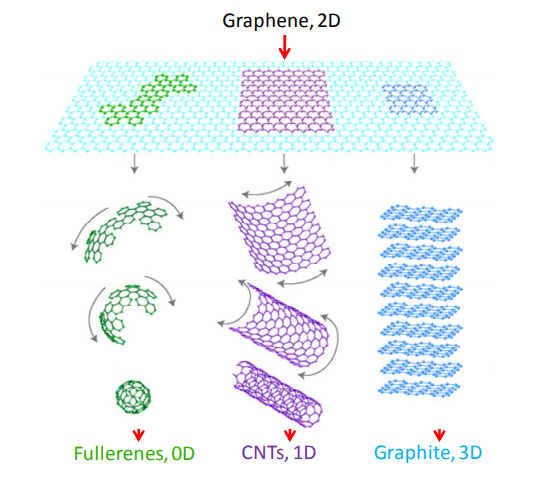 Graphene, 2D
Fullerenes, 0D
CNTs, 1D
Graphite, 3D